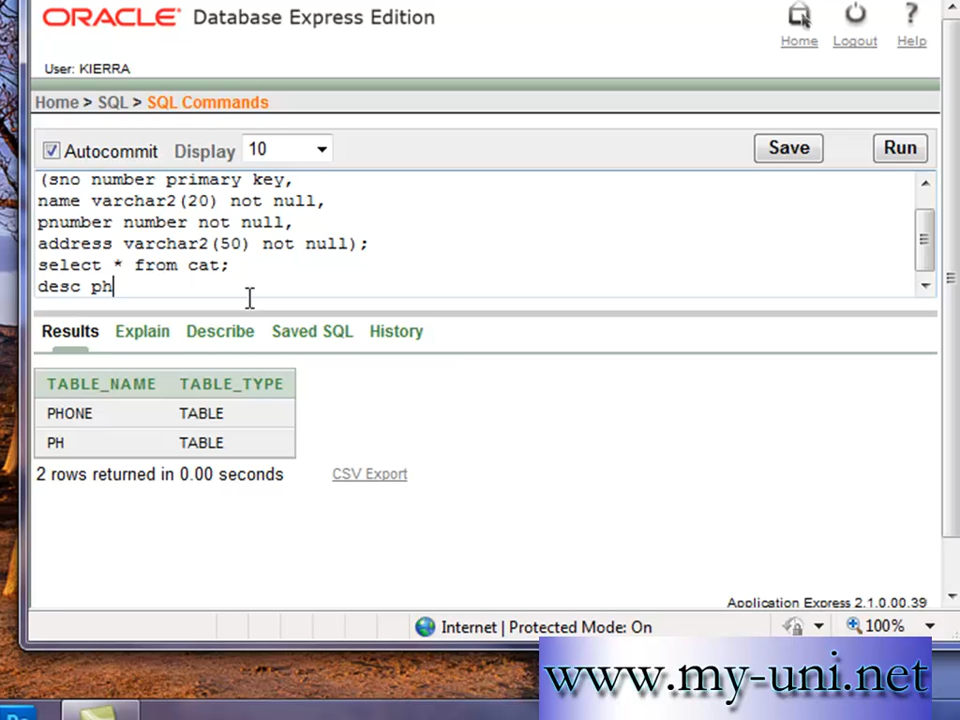 ORACLE Database Express Edition
Home Logout Help
User: KIERRA
Home > SQL > SQL Commands
Autocommit Display 10 Save Run
(sno number primary key,
name varchar2(20) not null,
pnumber number not null,
address varchar2(50) not null);
select * from cat;
desc ph
Results Explain Describe Saved SQL History
TABLE_NAME TABLE_TYPE
PHONE TABLE
PH TABLE
2 rows returned in 0.00 seconds CSV Export
Application Express 2.1.0.00.39
Internet | Protected Mode: On 100%
www.my-uni.net